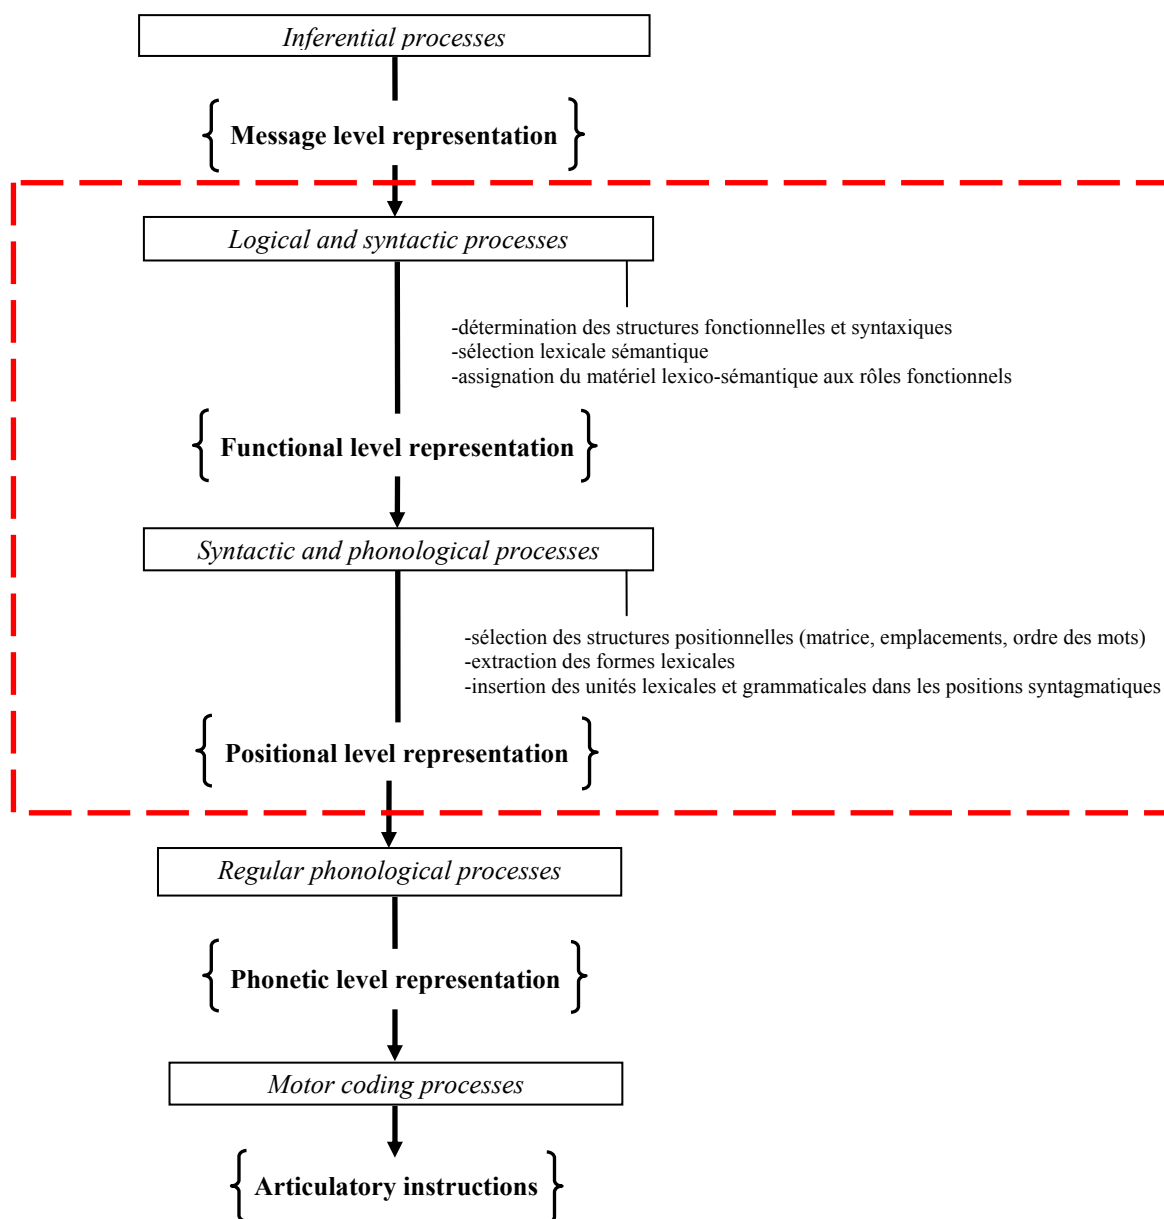 Inferential processes
Message level representation
Logical and syntactic processes
-détermination des structures fonctionnelles et syntaxiques
-sélection lexicale sémantique
-assignation du matériel lexico-sémantique aux rôles fonctionnels
Functional level representation
Syntactic and phonological processes
-sélection des structures positionnelles (matrice, emplacements, ordre des mots)
-extraction des formes lexicales
-insertion des unités lexicales et grammaticales dans les positions syntagmatiques
Positional level representation
Regular phonological processes
Phonetic level representation
Motor coding processes
Articulatory instructions